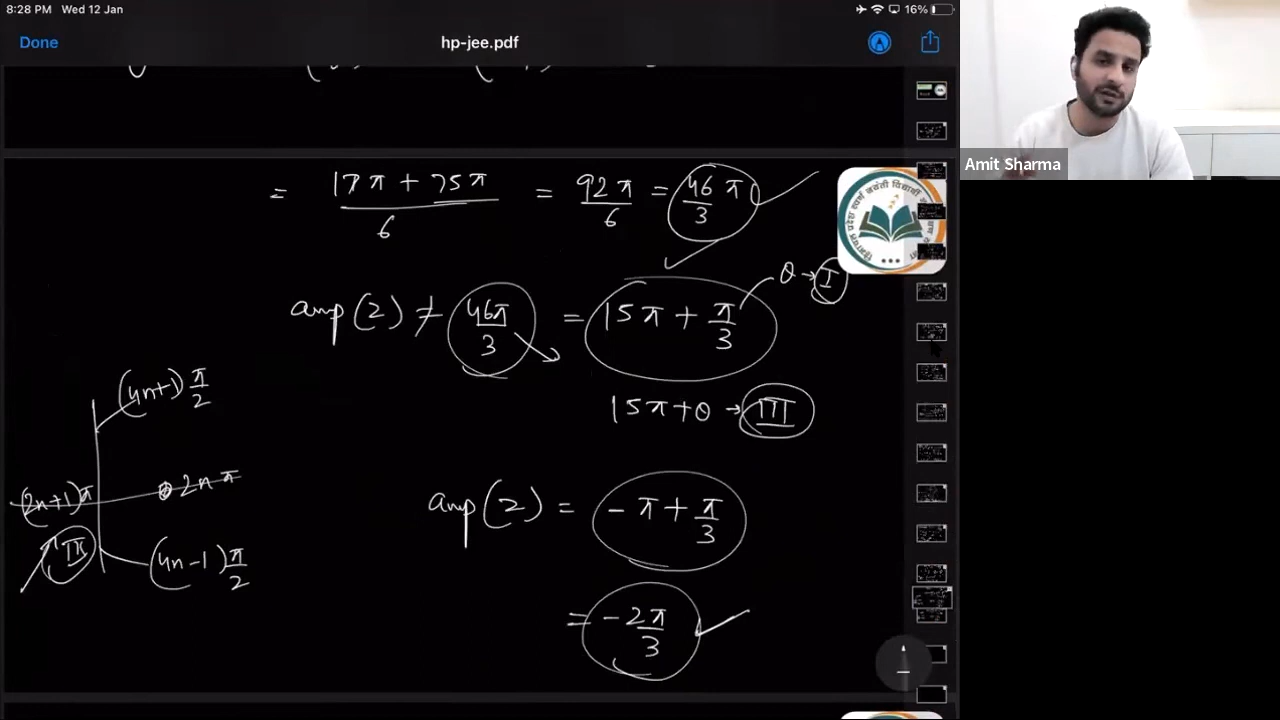 8:28 PM Wed 12 Jan
16%
Done
hp-jee.pdf
Amit Sharma
= 17π + 75π / 6 = 92π / 6 = 46π / 3
θ → I
amp(z) ≠ 46π / 3 = 15π + π / 3
15π + θ → III
(4n+1) π / 2
(2n+1)π
2nπ
III
(4n-1) π / 2
amp(z) = -π + π / 3
= -2π / 3